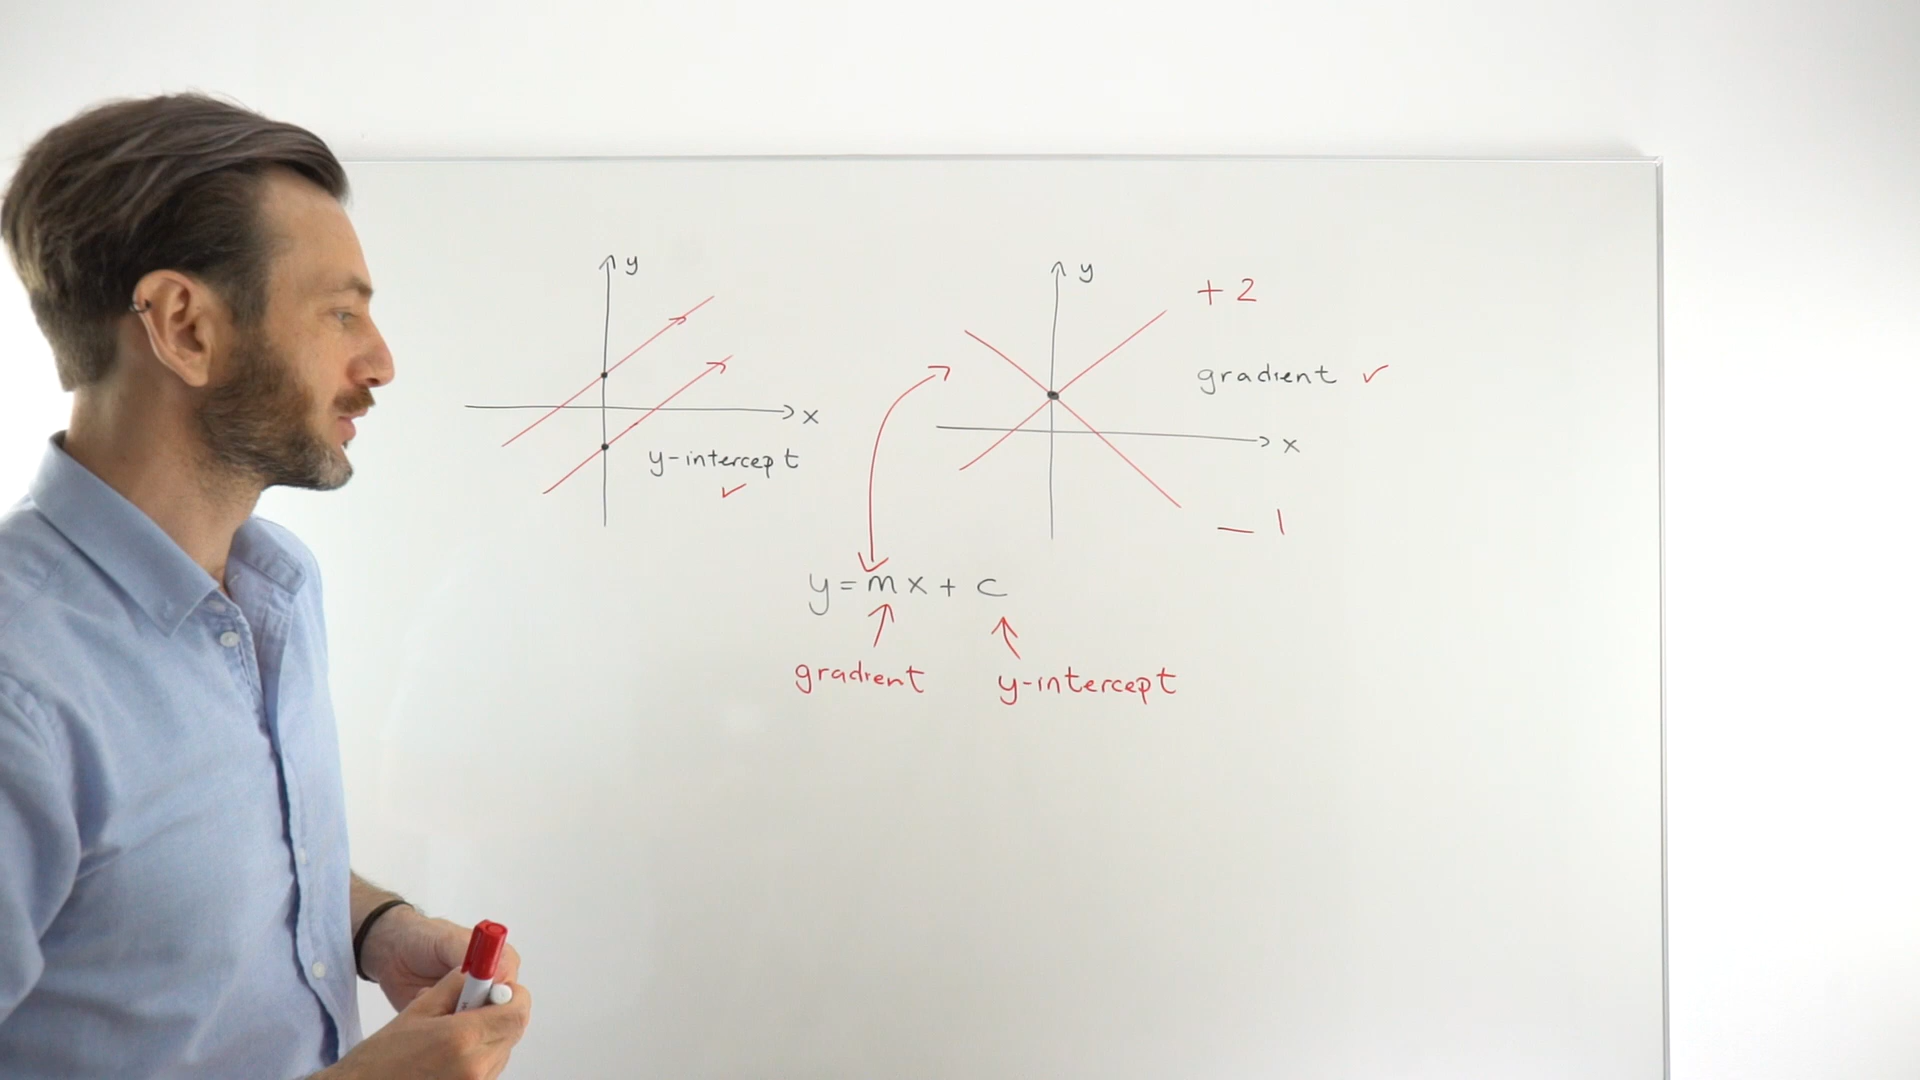 y
x
y-intercept
y
+ 2
gradient
x
– 1
y = mx + c
gradient
y-intercept